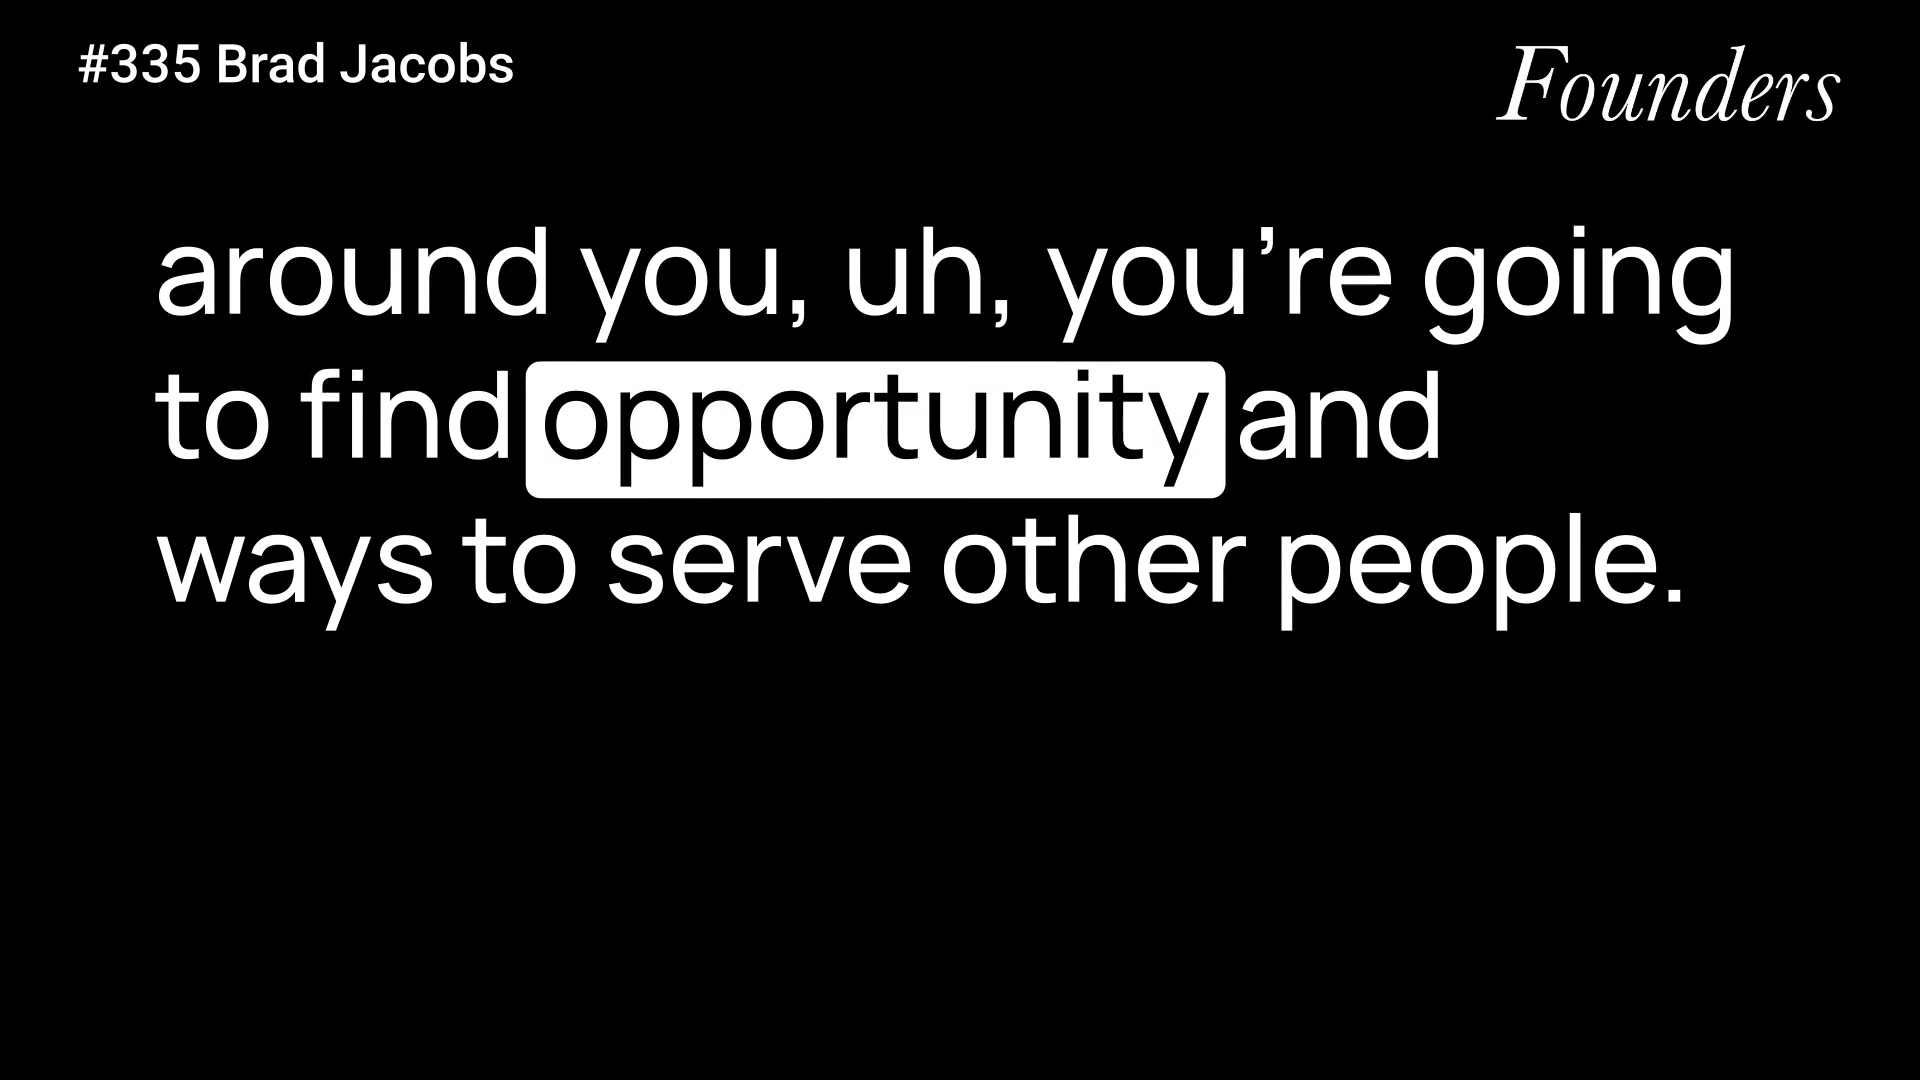 #335 Brad Jacobs
Founders
around you, uh, you’re going
to find opportunity and
ways to serve other people.